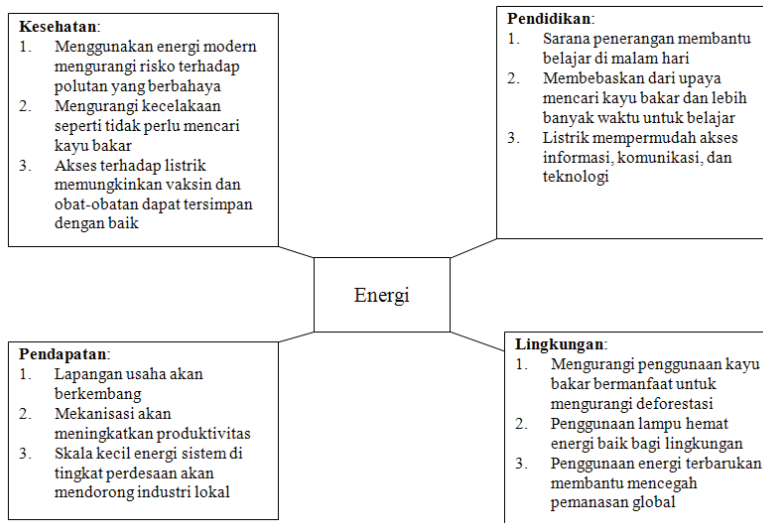 Kesehatan:
1. Menggunakan energi modern
mengurangi risiko terhadap
polutan yang berbahaya
2. Mengurangi kecelakaan
seperti tidak perlu mencari
kayu bakar
3. Akses terhadap listrik
memungkinkan vaksin dan
obat-obatan dapat tersimpan
dengan baik
Pendidikan:
1. Sarana penerangan membantu
belajar di malam hari
2. Membebaskan dari upaya
mencari kayu bakar dan lebih
banyak waktu untuk belajar
3. Listrik mempermudah akses
informasi, komunikasi, dan
teknologi
Energi
Pendapatan:
1. Lapangan usaha akan
berkembang
2. Mekanisasi akan
meningkatkan produktivitas
3. Skala kecil energi sistem di
tingkat perdesaan akan
mendorong industri lokal
Lingkungan:
1. Mengurangi penggunaan kayu
bakar bermanfaat untuk
mengurangi deforestasi
2. Penggunaan lampu hemat
energi baik bagi lingkungan
3. Penggunaan energi terbarukan
membantu mencegah
pemanasan global